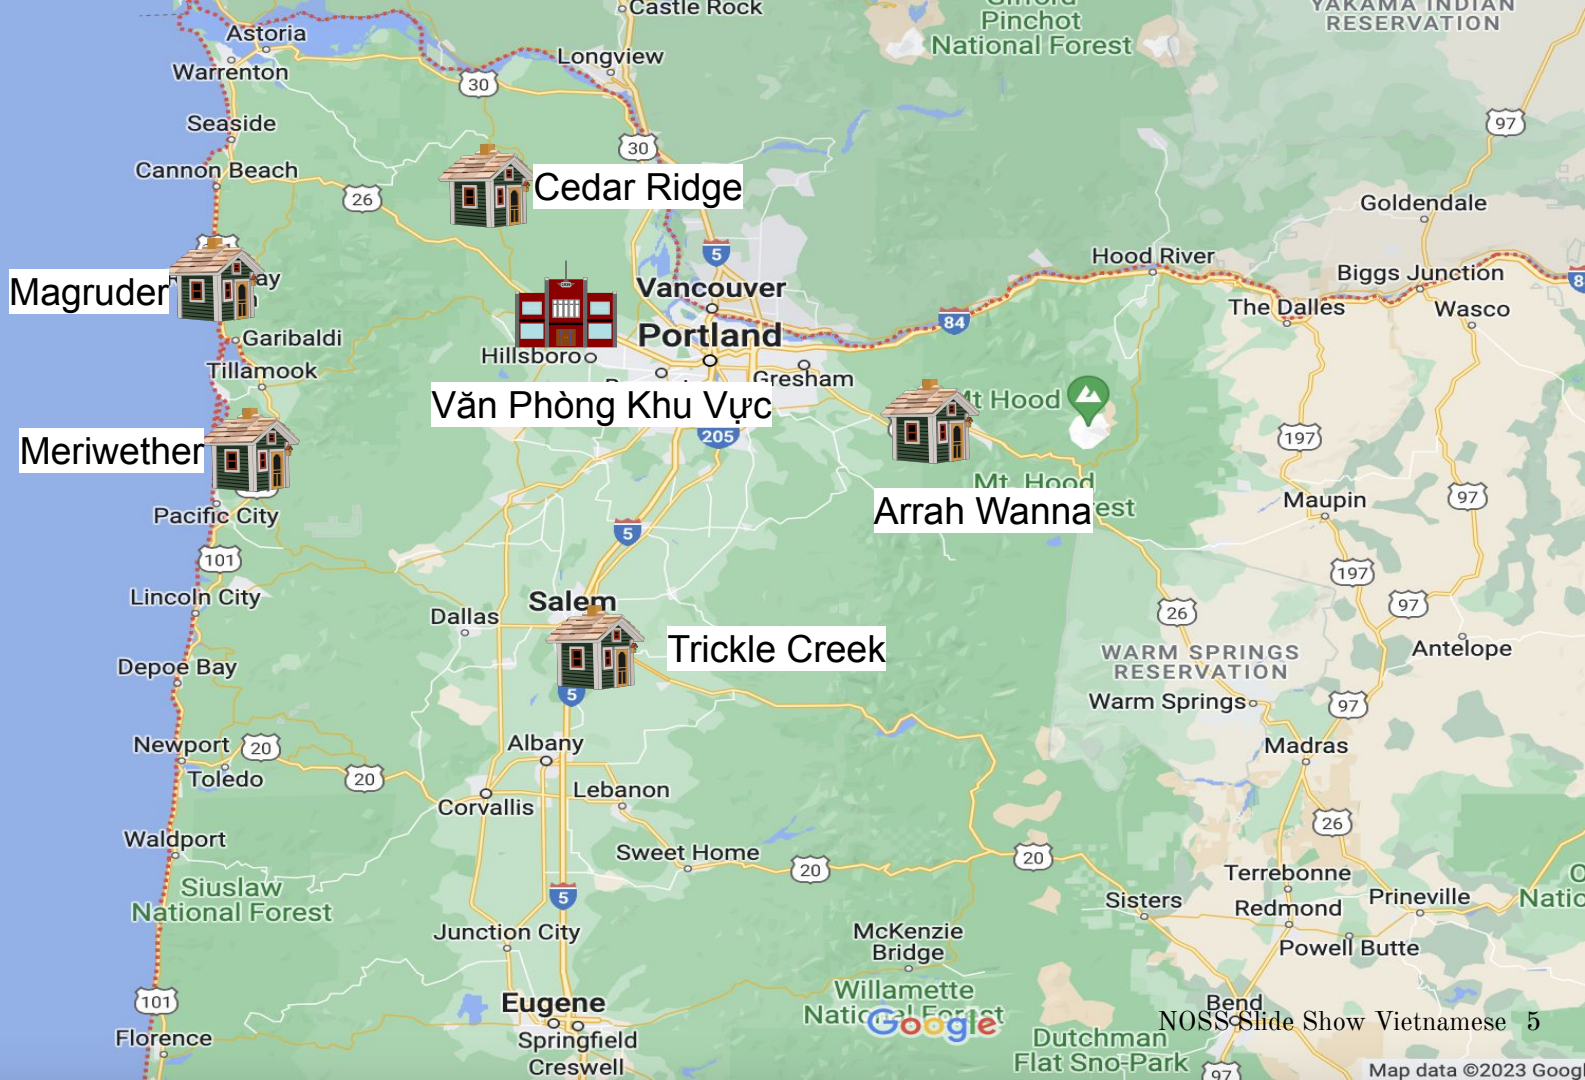 Castle Rock
Gifford
Pinchot
National Forest
YAKAMA INDIAN
RESERVATION
Astoria
Warrenton
Longview
30
Seaside
97
30
Cannon Beach
26
Cedar Ridge
Goldendale
5
Hood River
Biggs Junction
Magruder
Vancouver
The Dalles
Wasco
84
Garibaldi
Portland
Hillsboro
Tillamook
Gresham
Mt Hood
Văn Phòng Khu Vực
205
197
Meriwether
Mt. Hood
Maupin
97
Pacific City
Arrah Wanna
5
101
197
Lincoln City
Salem
97
Dallas
26
Trickle Creek
WARM SPRINGS
RESERVATION
Antelope
Depoe Bay
5
Warm Springs
97
Newport
20
Albany
Madras
Toledo
20
Lebanon
Corvallis
26
Waldport
Sweet Home
20
20
Terrebonne
Siuslaw
National Forest
5
Sisters
Redmond
Prineville
Junction City
McKenzie
Bridge
Powell Butte
Willamette
National Forest
101
Eugene
Bend
Google
NOSS Slide Show Vietnamese 5
Florence
Springfield
Dutchman
Flat Sno-Park
Creswell
97
Map data ©2023 Googl